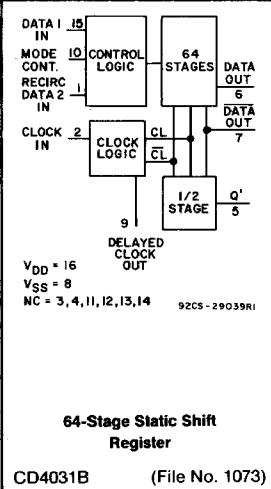 DATA 1 15
IN
MODE 10
CONT.
RECIRC 1
DATA 2
IN
CONTROL
LOGIC
64
STAGES
DATA
OUT
6
DATA
OUT
7
CLOCK 2
IN
CLOCK
LOGIC
CL
CL
1/2
STAGE
Q'
5
9
DELAYED
CLOCK
OUT
VDD = 16
VSS = 8
NC = 3,4,11,12,13,14
92CS-29039R1
64-Stage Static Shift
Register
CD4031B (File No. 1073)